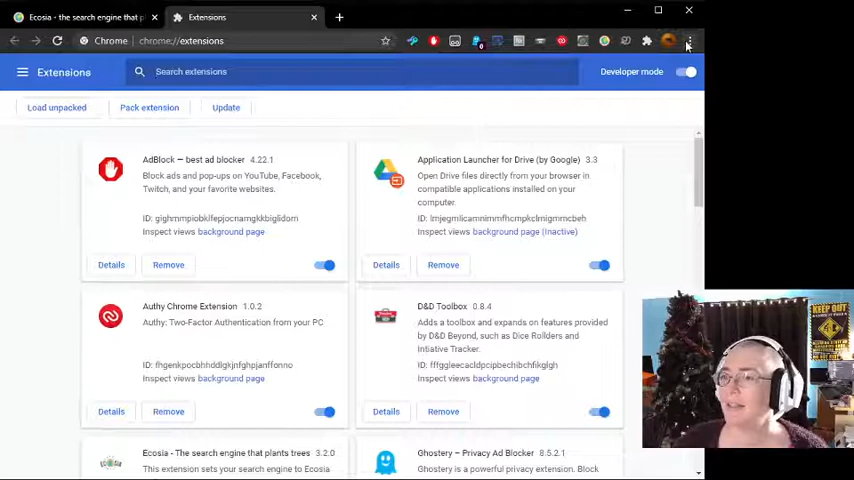 Ecosia - the search engine that p
Extensions
Chrome
chrome://extensions
0
Extensions
Search extensions
Developer mode
Load unpacked
Pack extension
Update
AdBlock — best ad blocker 4.22.1
Block ads and pop-ups on YouTube, Facebook,
Twitch, and your favorite websites.
ID: gighmmpiobklfepjocnamgkkbiglidom
Inspect views background page
Details
Remove
Application Launcher for Drive (by Google) 3.3
Open Drive files directly from your browser in
compatible applications installed on your
computer.
ID: lmjegmlicamnimmfhcmpkclmigmmcbeh
Inspect views background page (Inactive)
Details
Remove
Authy Chrome Extension 1.0.2
Authy: Two-Factor Authentication from your PC
ID: fhgenkpocbhhddlgkjnfghpjanffonno
Inspect views background page
Details
Remove
D&D Toolbox 0.8.4
Adds a toolbox and expands on features provided
by D&D Beyond, such as Dice Rollers and
Intiative Tracker.
ID: fffggleecacldpcipbechibchfikglgh
Inspect views background page
Details
Remove
Ecosia - The search engine that plants trees 3.2.0
This extension sets your search engine to Ecosia
Ghostery – Privacy Ad Blocker 8.5.2.1
Ghostery is a powerful privacy extension. Block
KEEP OUT